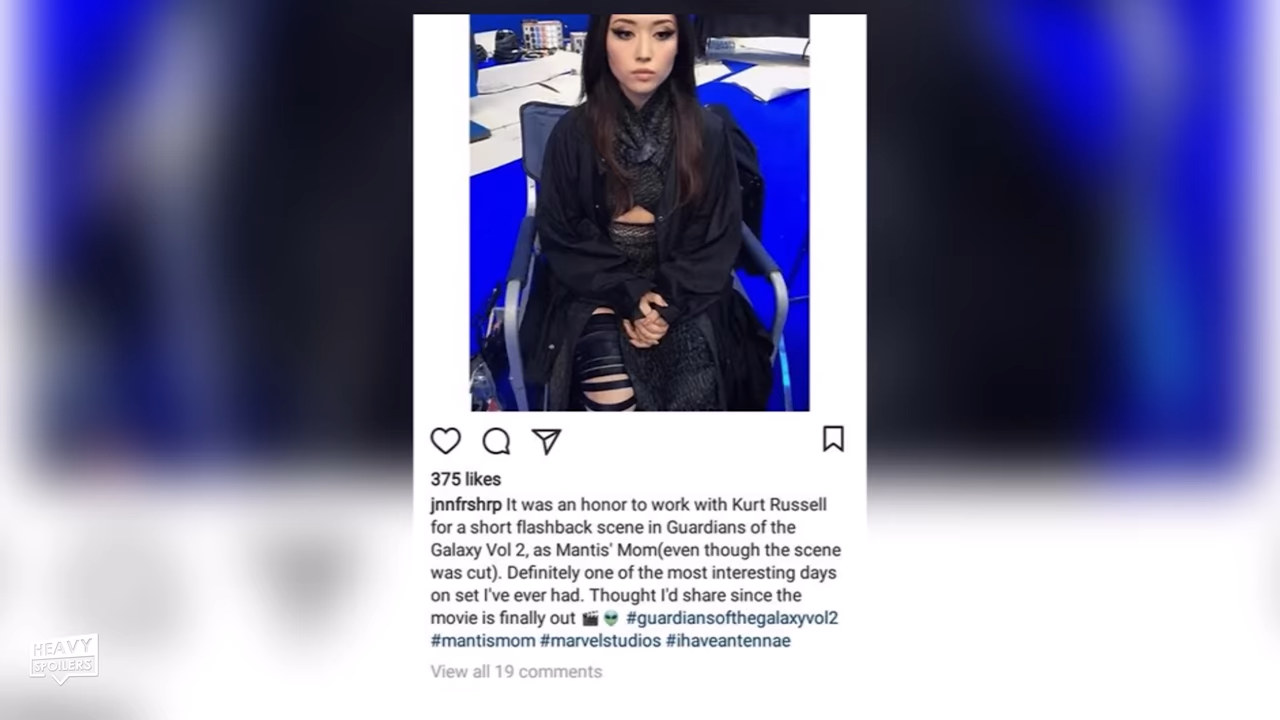 375 likes
jnnfrshrp It was an honor to work with Kurt Russell
for a short flashback scene in Guardians of the
Galaxy Vol 2, as Mantis' Mom(even though the scene
was cut). Definitely one of the most interesting days
on set I've ever had. Thought I'd share since the
movie is finally out 🎬 👽 #guardiansofthegalaxyvol2
#mantismom #marvelstudios #ihaveantennae
View all 19 comments
HEAVY
SPOILERS